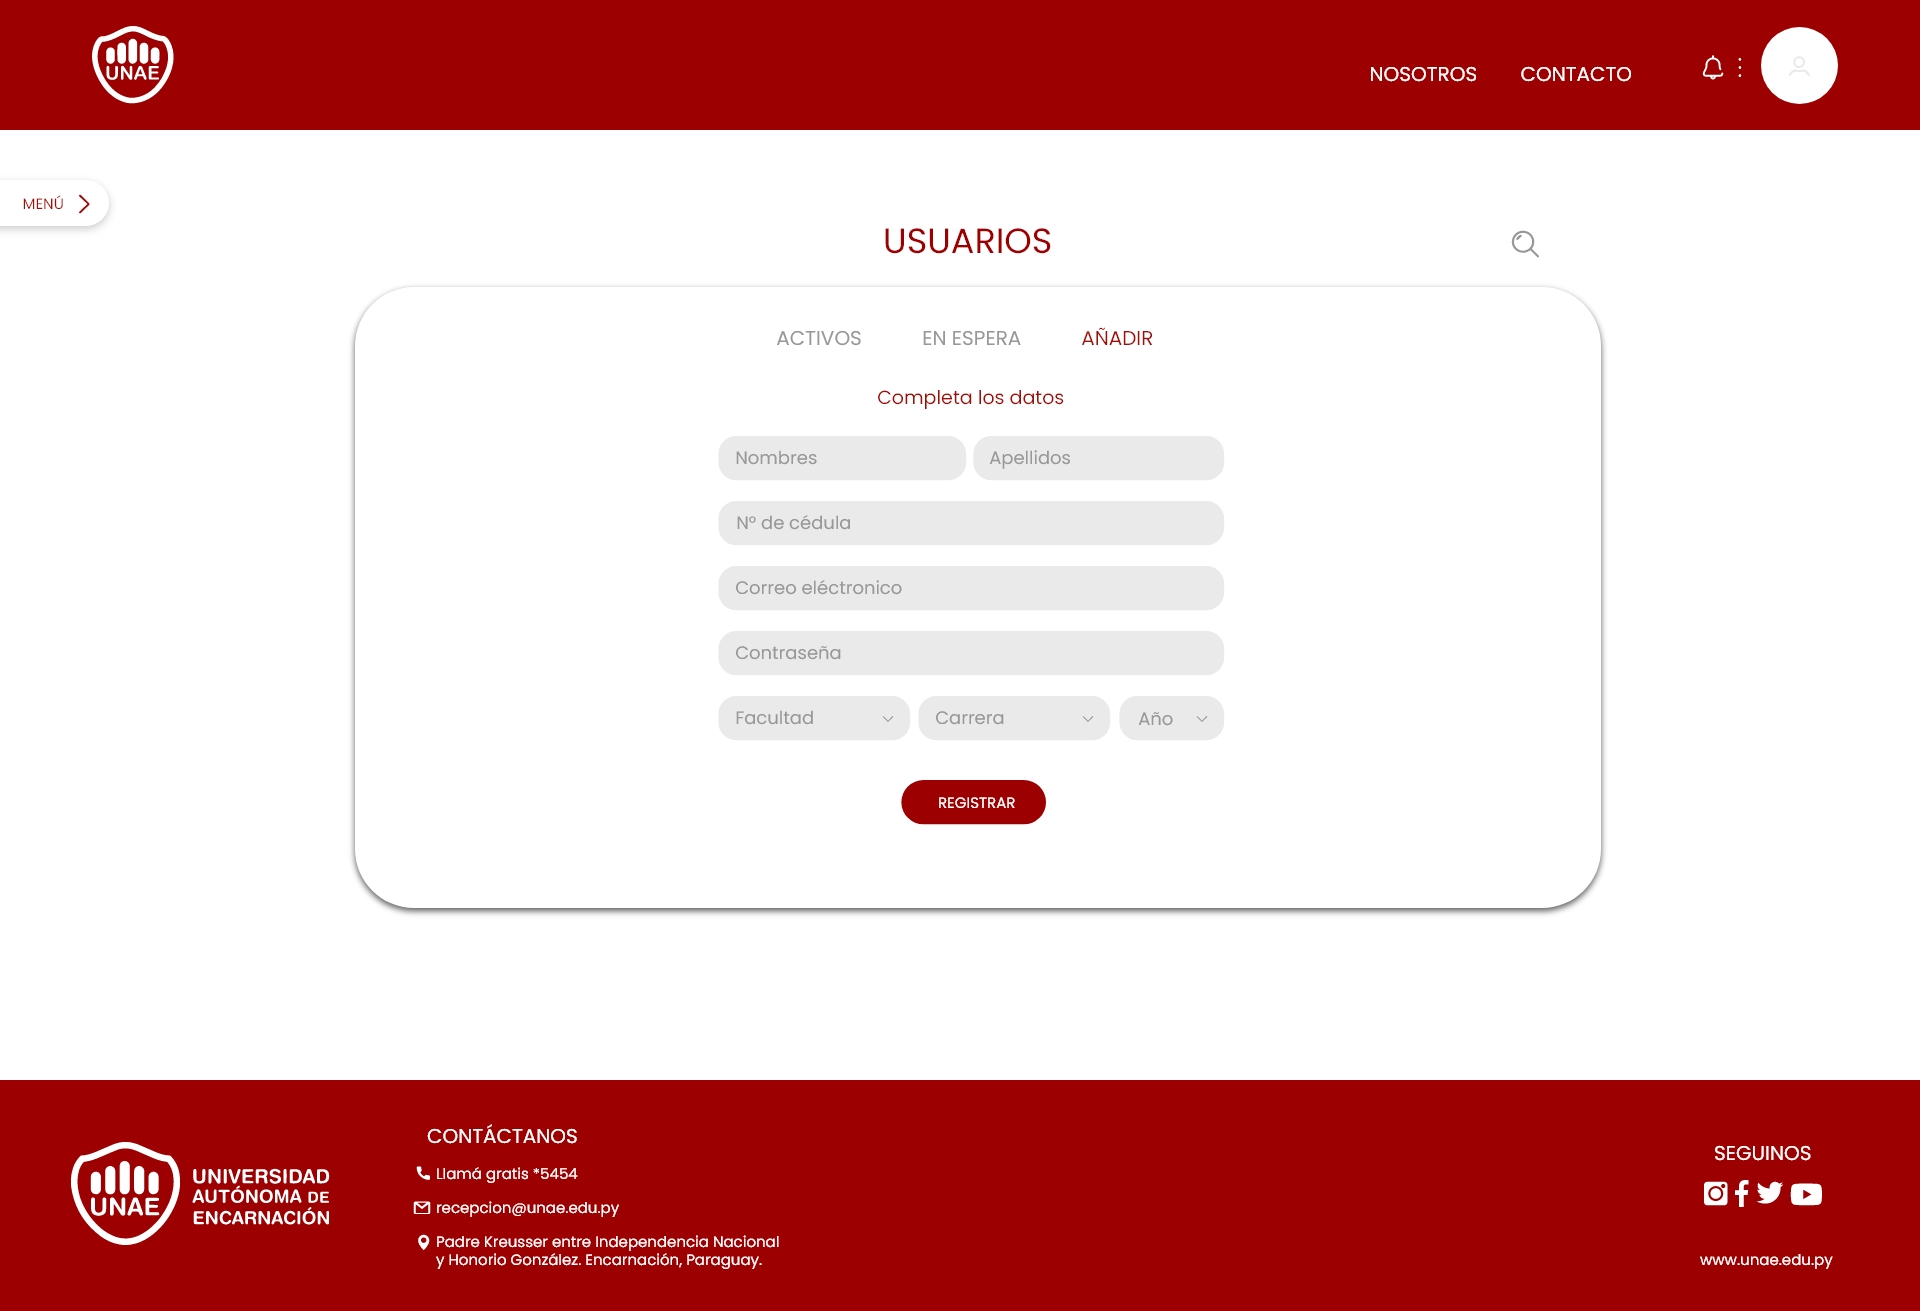 UNAE
NOSOTROS
CONTACTO
MENÚ
USUARIOS
ACTIVOS
EN ESPERA
AÑADIR
Completa los datos
Nombres
Apellidos
Nº de cédula
Correo eléctronico
Contraseña
Facultad
Carrera
Año
REGISTRAR
UNAE
UNIVERSIDAD
AUTÓNOMA DE
ENCARNACIÓN
CONTÁCTANOS
Llamá gratis *5454
recepcion@unae.edu.py
Padre Kreusser entre Independencia Nacional
y Honorio González. Encarnación, Paraguay.
SEGUINOS
www.unae.edu.py